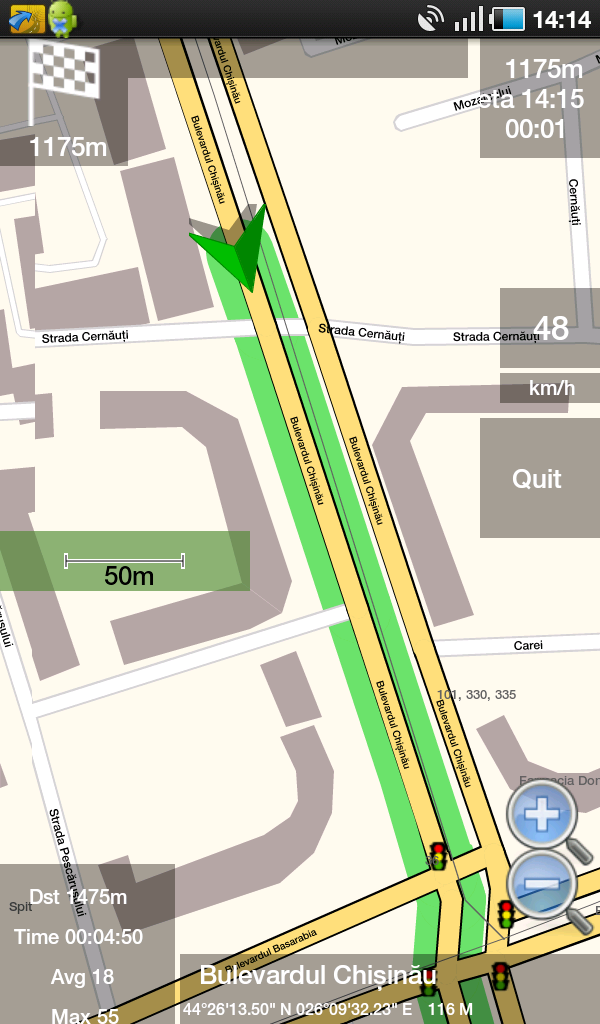 14:14
1175m
1175m
eta 14:15
00:01
Mozaicului
Bulevardul Chișinău
Bulevardul Chișinău
Cernăuți
Strada Cernăuți
Strada Cernăuți
Strada Cernăuți
48
km/h
Quit
Bulevardul Chișinău
Bulevardul Chișinău
50m
Carei
101, 330, 335
Bulevardul Chișinău
Bulevardul Chișinău
Strada Pescărușului
Dst 1475m
Time 00:04:50
Avg 18
Max 55
Bulevardul Basarabia
Bulevardul Chișinău
44°26'13.50" N 026°09'32.23" E 116 M